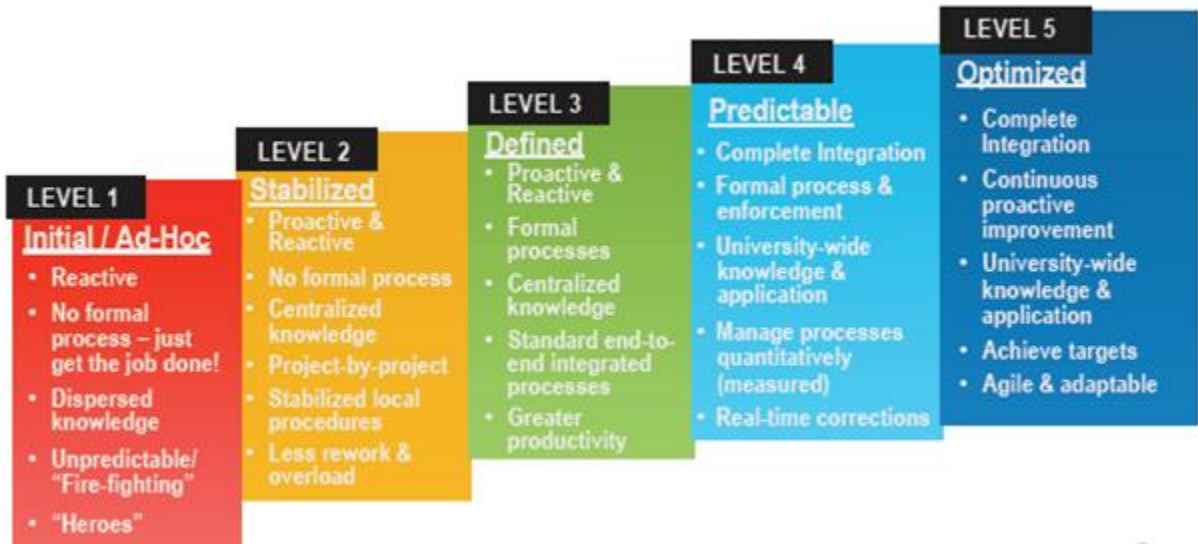 LEVEL 1
Initial / Ad-Hoc
• Reactive
• No formal
process – just
get the job done!
• Dispersed
knowledge
• Unpredictable/
“Fire-fighting”
• “Heroes”
LEVEL 2
Stabilized
• Proactive &
Reactive
• No formal process
• Centralized
knowledge
• Project-by-project
• Stabilized local
procedures
• Less rework &
overload
LEVEL 3
Defined
• Proactive &
Reactive
• Formal
processes
• Centralized
knowledge
• Standard end-to-
end integrated
processes
• Greater
productivity
LEVEL 4
Predictable
• Complete Integration
• Formal process &
enforcement
• University-wide
knowledge &
application
• Manage processes
quantitatively
(measured)
• Real-time corrections
LEVEL 5
Optimized
• Complete
Integration
• Continuous
proactive
improvement
• University-wide
knowledge &
application
• Achieve targets
• Agile & adaptable